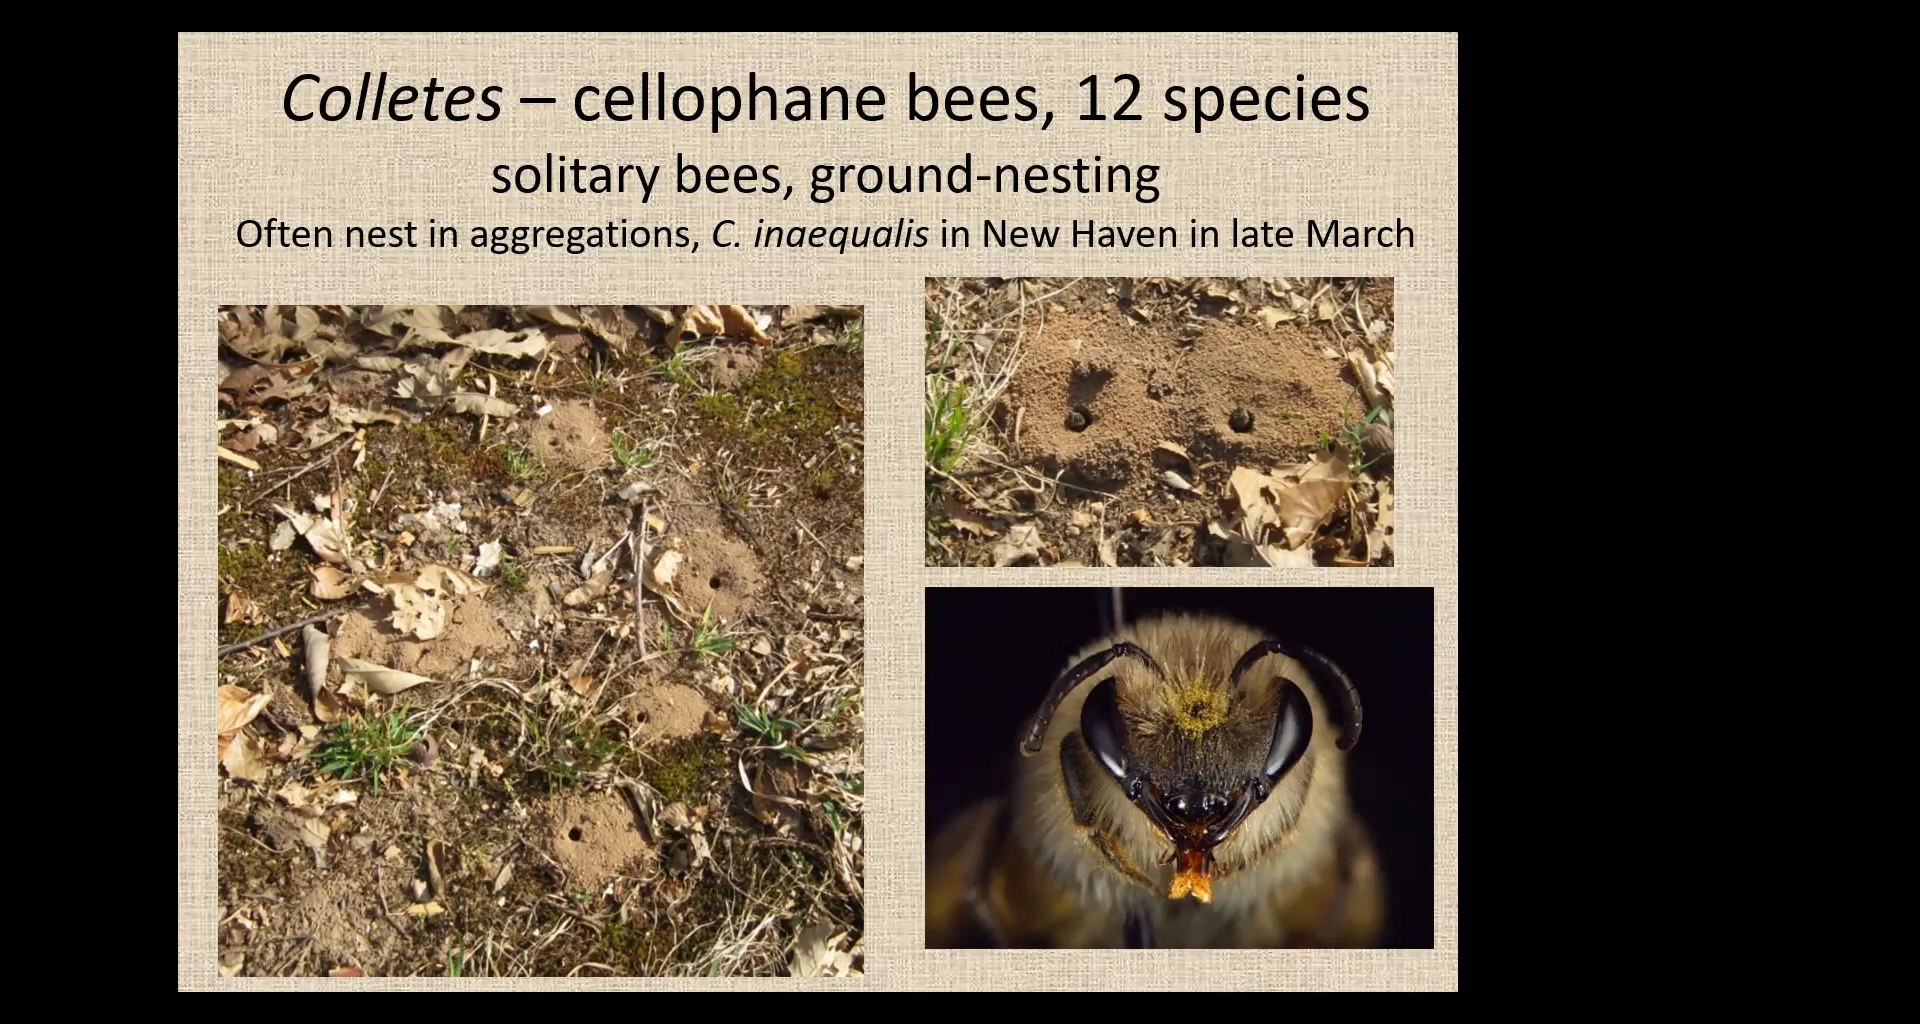 Colletes – cellophane bees, 12 species
solitary bees, ground-nesting
Often nest in aggregations, C. inaequalis in New Haven in late March